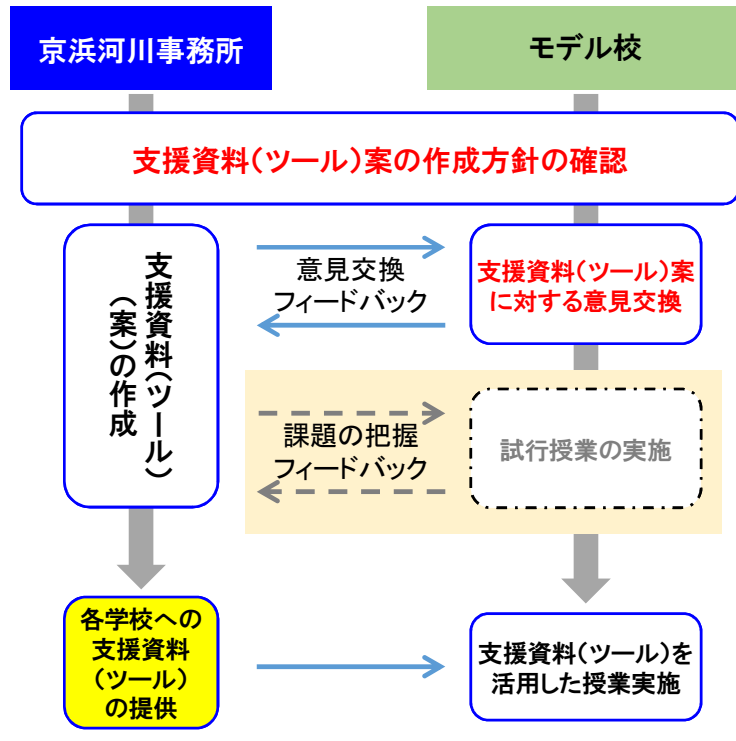 京浜河川事務所
モデル校
支援資料(ツール)案の作成方針の確認
支援資料(ツール)
(案)の作成
意見交換
フィードバック
支援資料(ツール)案
に対する意見交換
課題の把握
フィードバック
試行授業の実施
各学校への
支援資料
(ツール)
の提供
支援資料(ツール)を
活用した授業実施